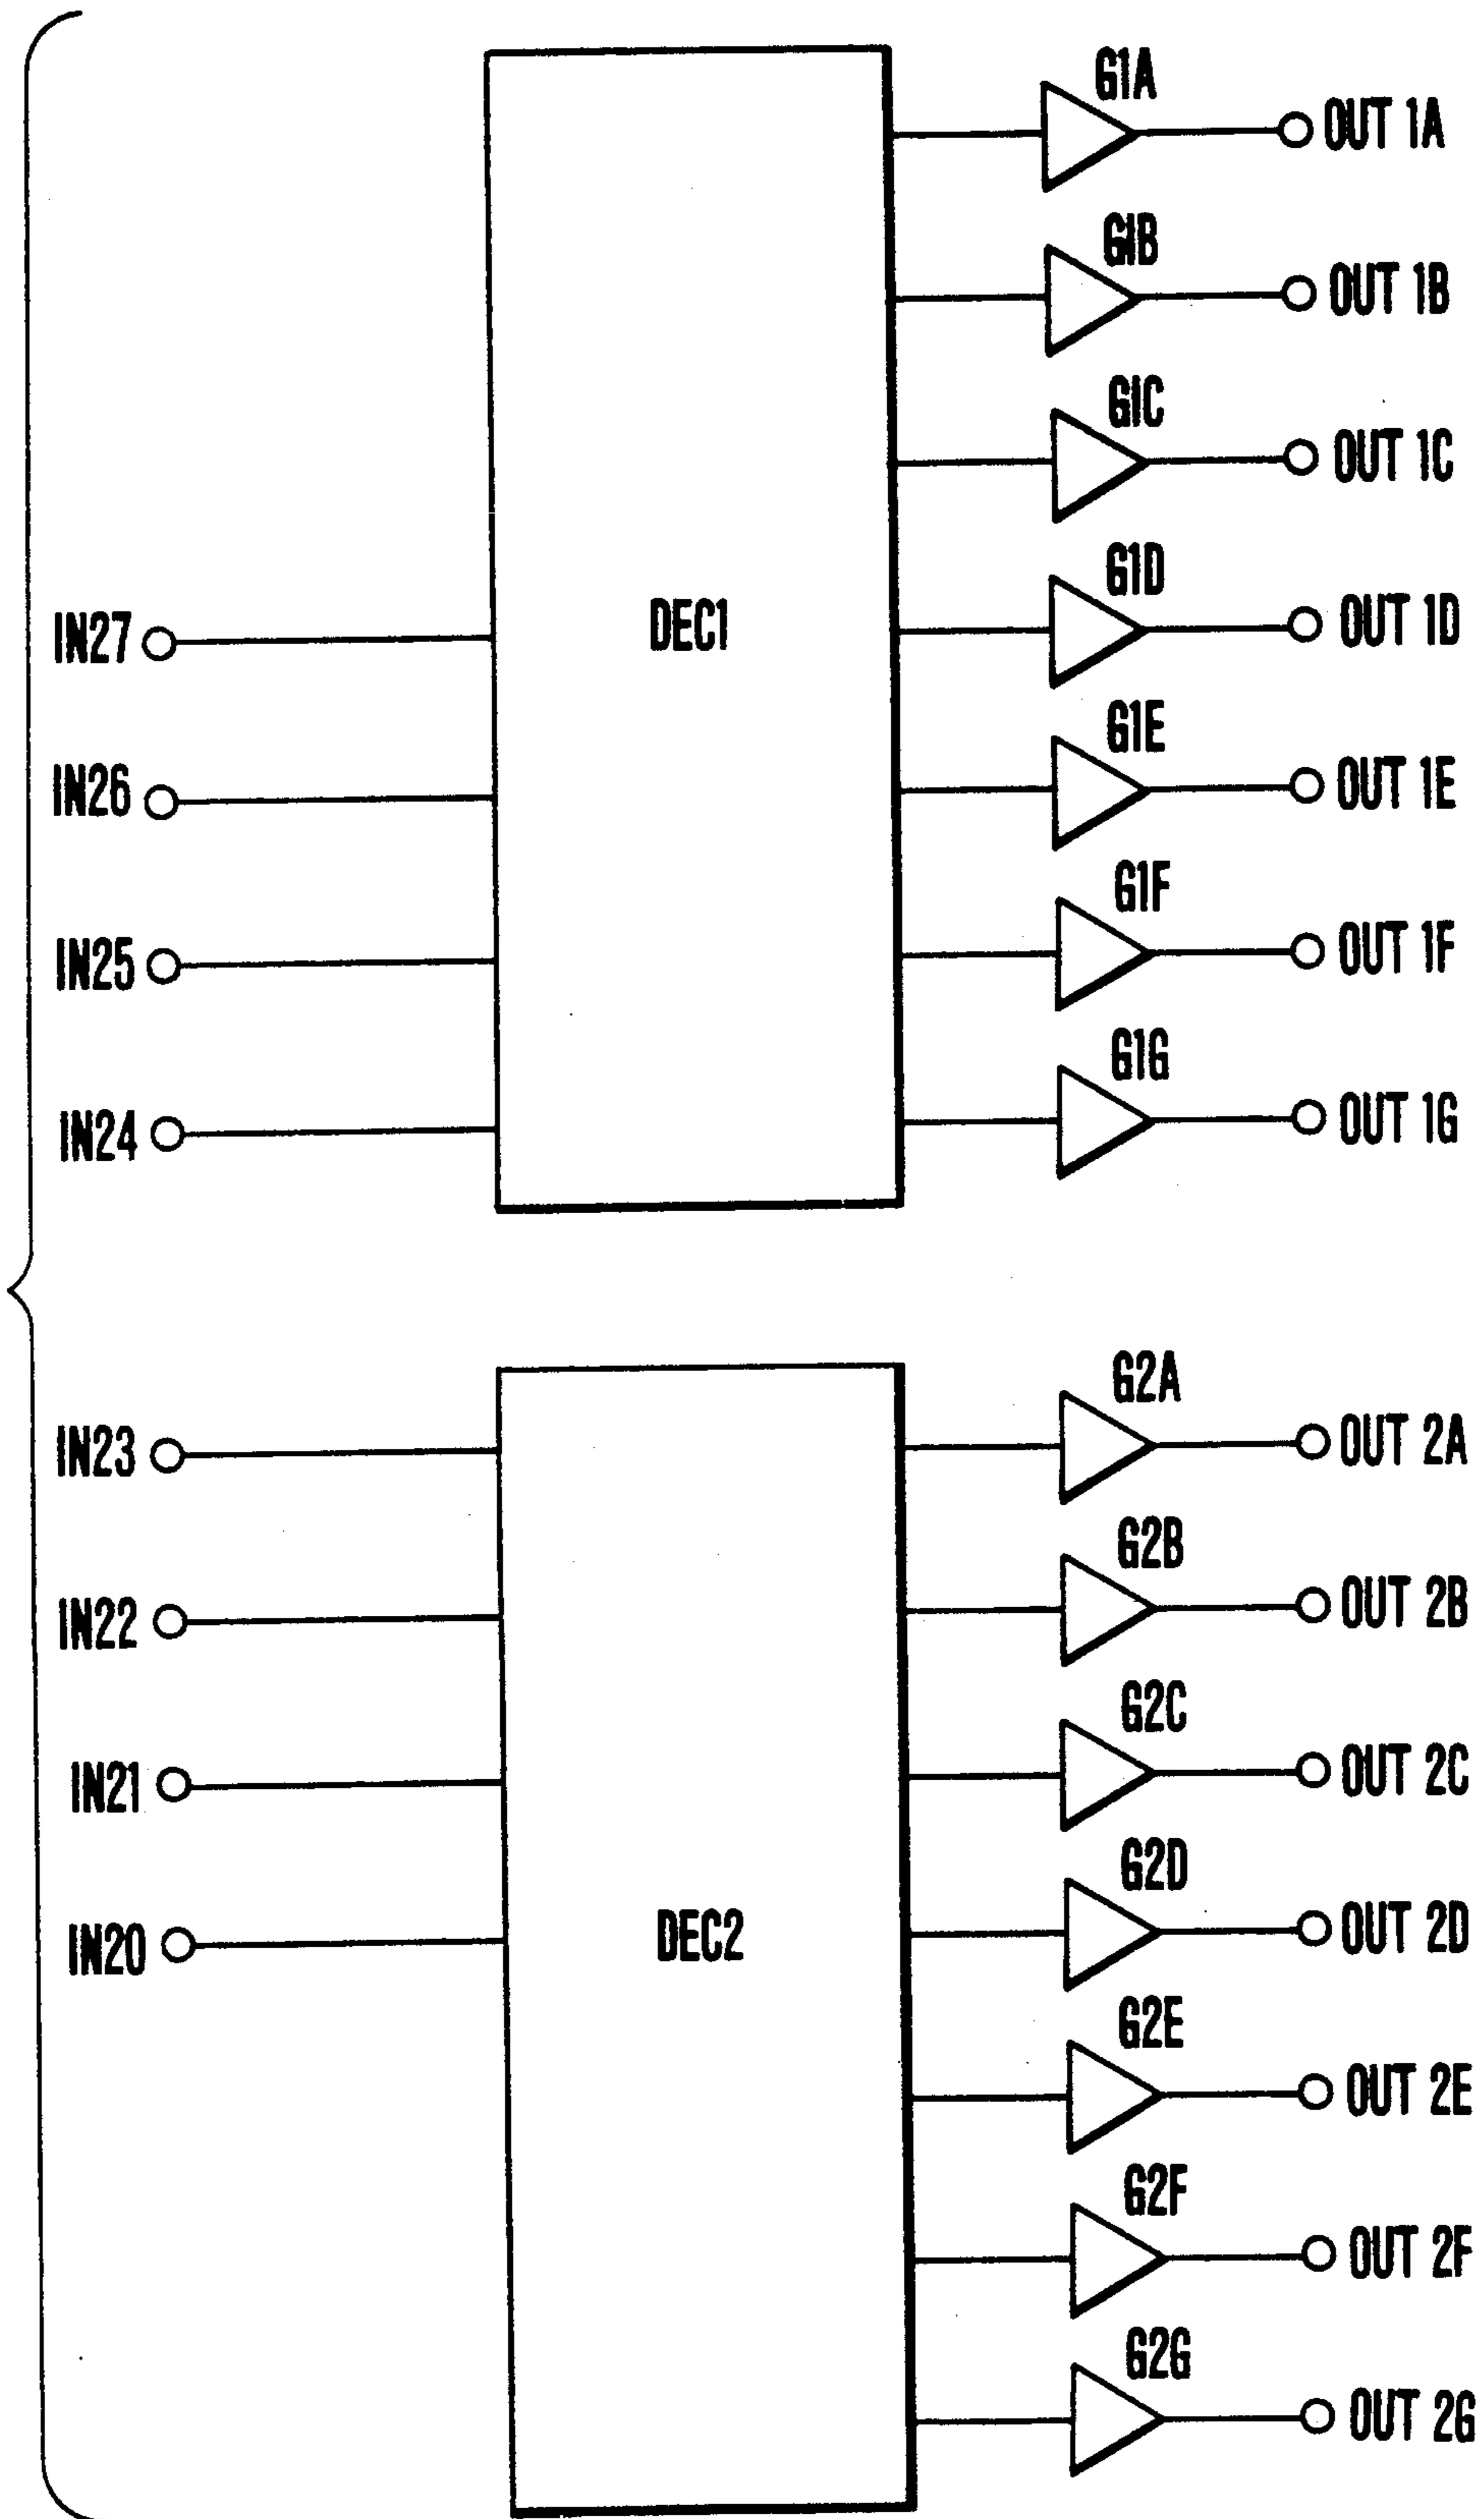 G1A
OUT 1A
G1B
OUT 1B
G1C
OUT 1C
G1D
IN27
DEC1
OUT 1D
G1E
IN26
OUT 1E
G1F
IN25
OUT 1F
G1G
IN24
OUT 1G
G2A
IN23
OUT 2A
G2B
IN22
OUT 2B
G2C
IN21
OUT 2C
G2D
IN20
DEC2
OUT 2D
G2E
OUT 2E
G2F
OUT 2F
G2G
OUT 2G